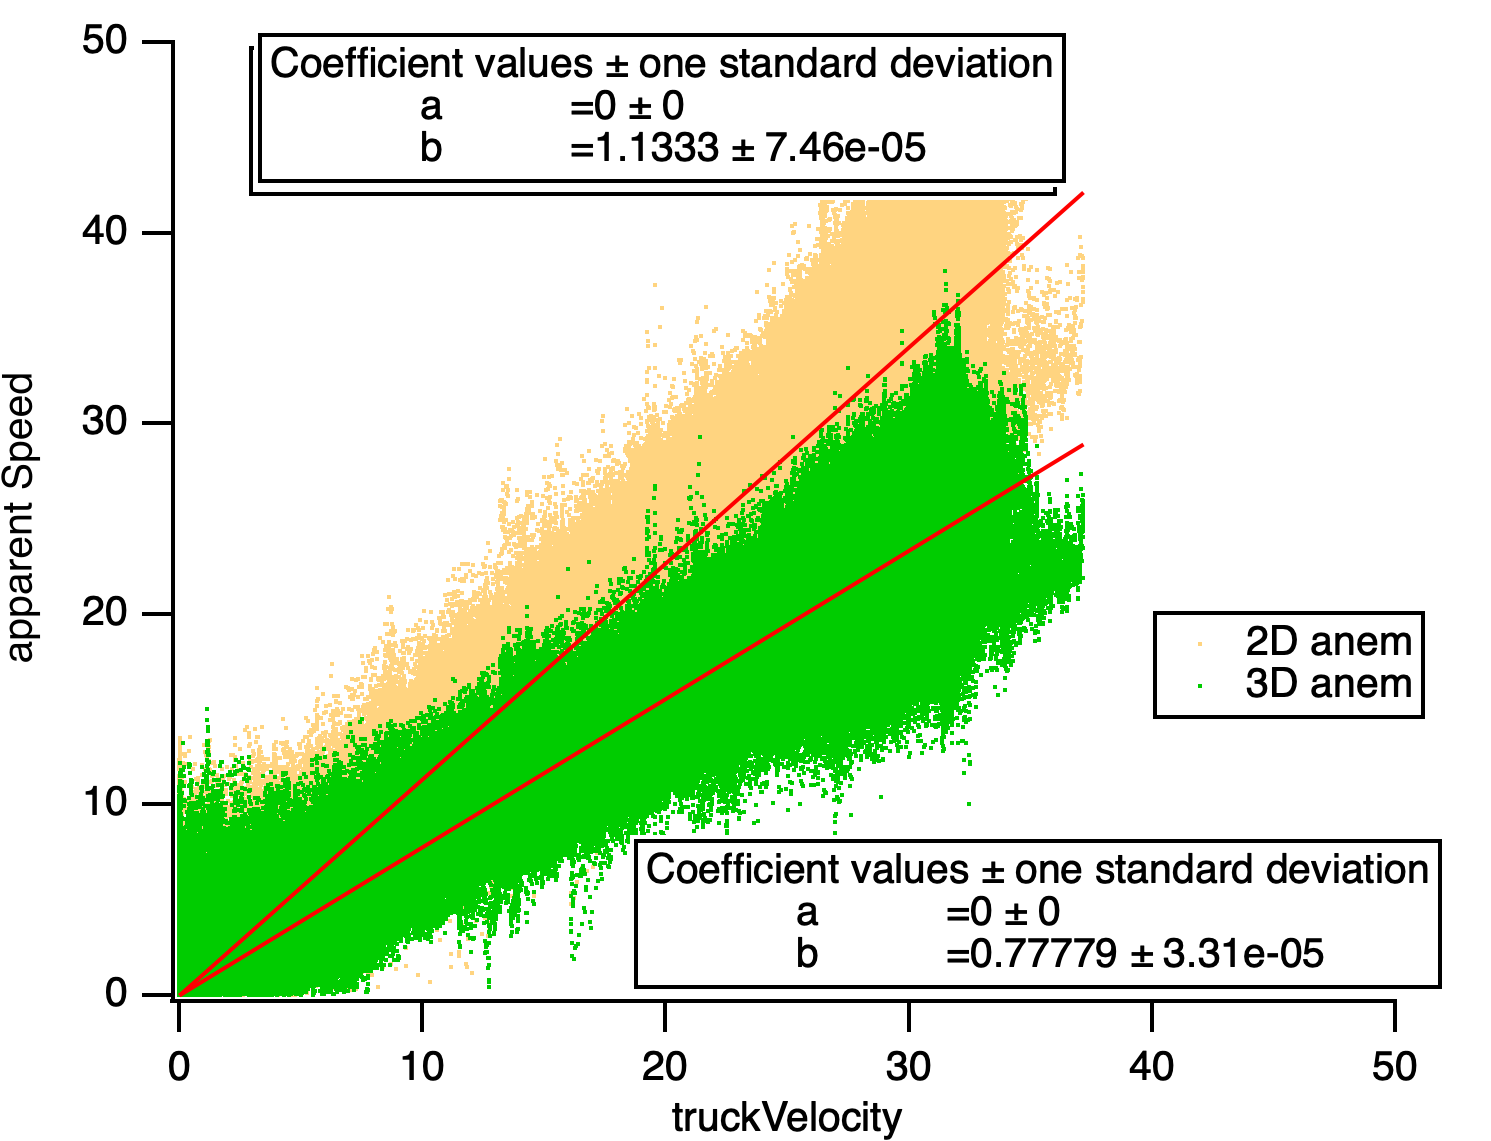 50
Coefficient values ± one standard deviation
a =0 ± 0
b =1.1333 ± 7.46e-05
40
30
apparent Speed
20
2D anem
3D anem
10
Coefficient values ± one standard deviation
a =0 ± 0
b =0.77779 ± 3.31e-05
0
0 10 20 30 40 50
truckVelocity